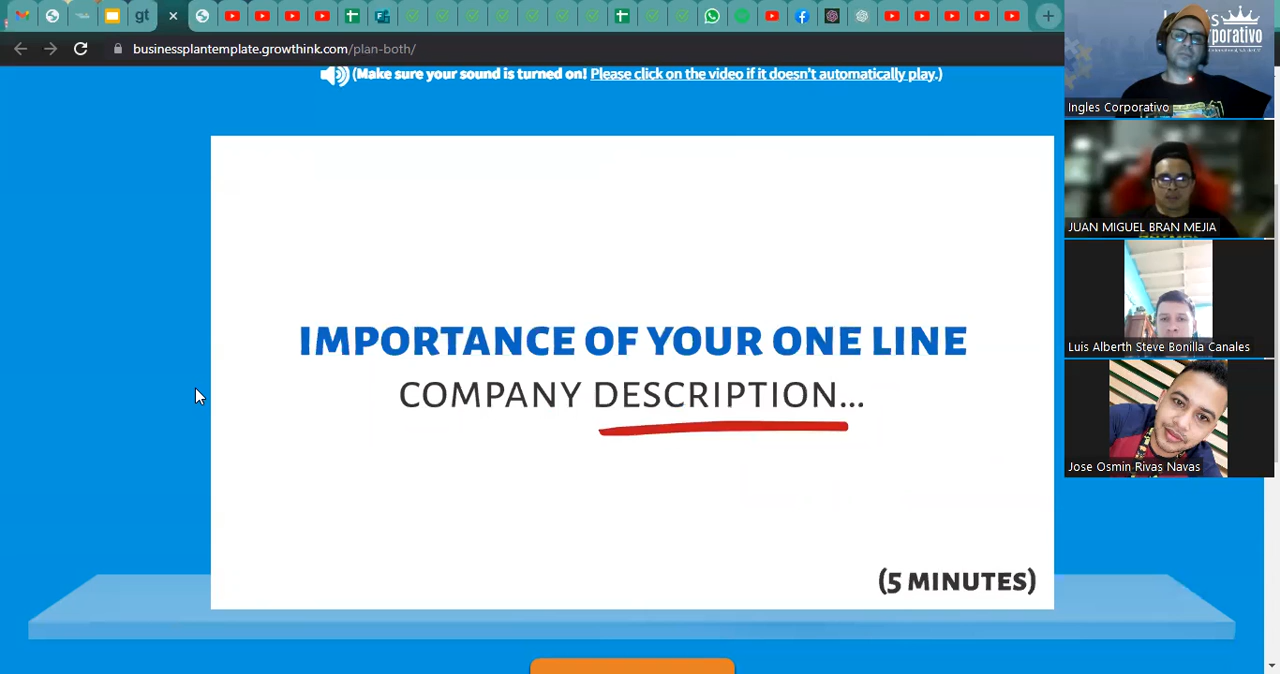 gt
businessplantemplate.growthink.com/plan-both/
(Make sure your sound is turned on! Please click on the video if it doesn't automatically play.)
IMPORTANCE OF YOUR ONE LINE
COMPANY DESCRIPTION...
(5 MINUTES)
Ingles Corporativo
JUAN MIGUEL BRAN MEJIA
Luis Alberth Steve Bonilla Canales
Jose Osmin Rivas Navas